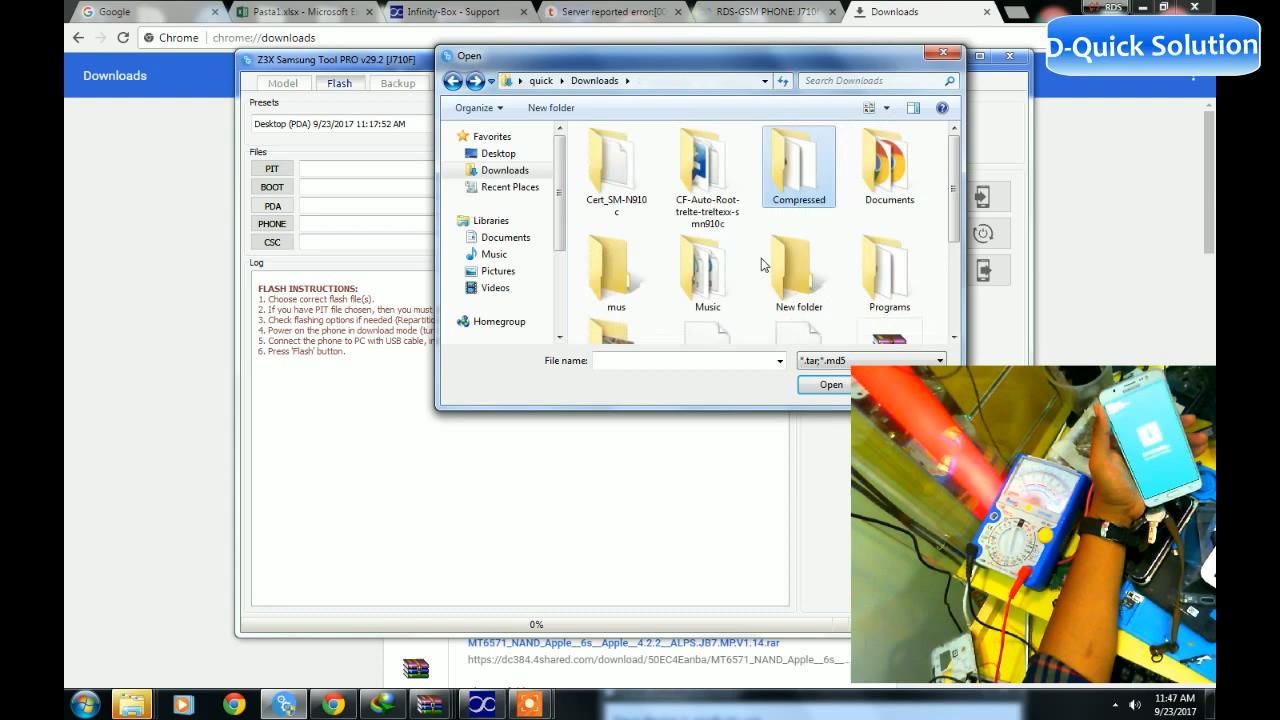 Google
Pasta1.xlsx - Microsoft E
Infinity-Box - Support
Server reported error:[00
RDS-GSM PHONE: J710
Downloads
RDS
Chrome
chrome://downloads
D-Quick Solution
Downloads
Z3X Samsung Tool PRO v29.2 [J710F]
Model
Flash
Backup
Presets
Desktop (PDA) 9/23/2017 11:17:52 AM
Files
PIT
BOOT
PDA
PHONE
CSC
Log
FLASH INSTRUCTIONS:
1. Choose correct flash file(s).
2. If you have PIT file chosen, then you must
3. Check flashing options if needed (Repartitio
4. Power on the phone in download mode (tur
5. Connect the phone to PC with USB cable, in
6. Press 'Flash' button.
0%
Open
quick
Downloads
Search Downloads
Organize
New folder
Favorites
Desktop
Downloads
Recent Places
Libraries
Documents
Music
Pictures
Videos
Homegroup
Cert_SM-N910
c
CF-Auto-Root-
trelte-treltexx-s
mn910c
Compressed
Documents
mus
Music
New folder
Programs
File name:
*.tar;*.md5
Open
MT6571_NAND_Apple__6s__Apple__4.2.2__ALPS.JB7.MP.V1.14.rar
https://dc384.4shared.com/download/50EC4Eanba/MT6571_NAND_Apple__6s__...
11:47 AM
9/23/2017